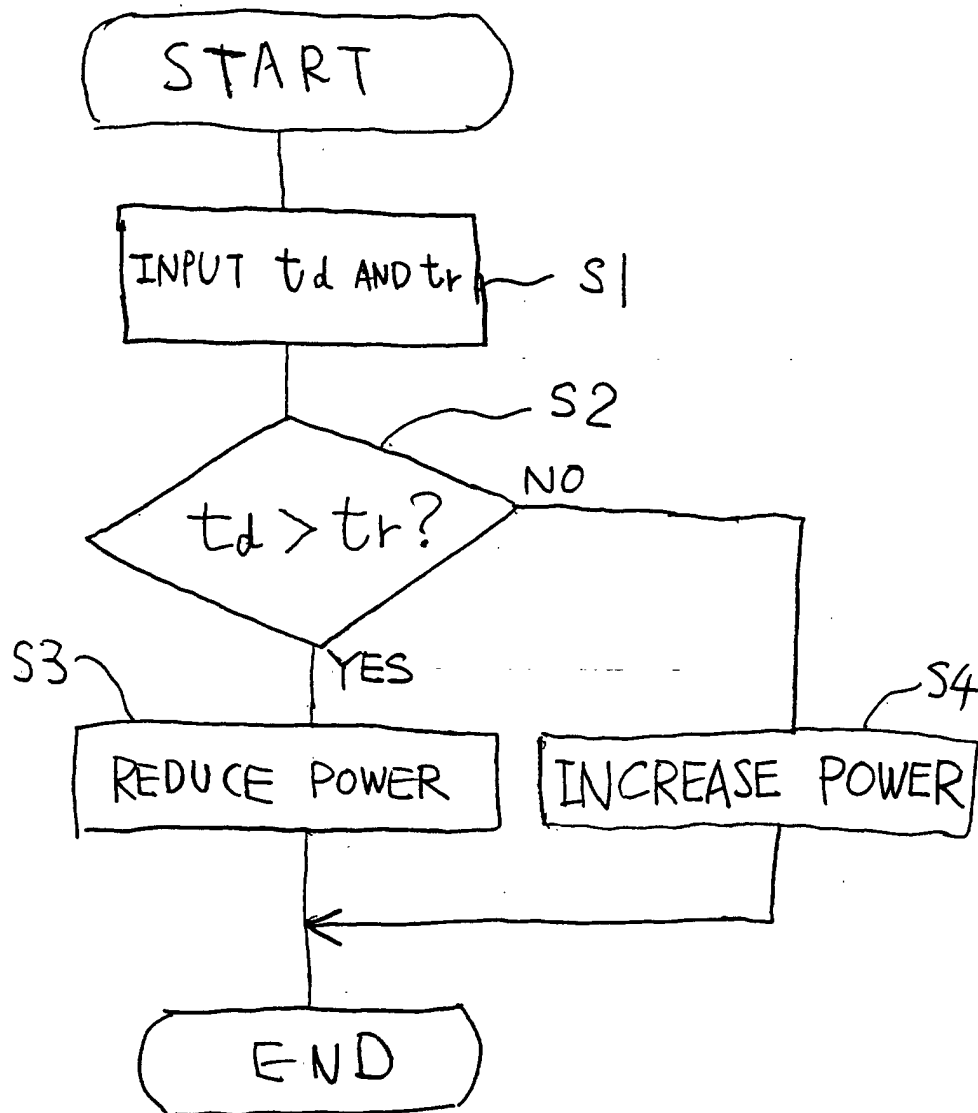 START
INPUT td AND tr
S1
S2
NO
td > tr?
S3
YES
S4
REDUCE POWER
INCREASE POWER
END